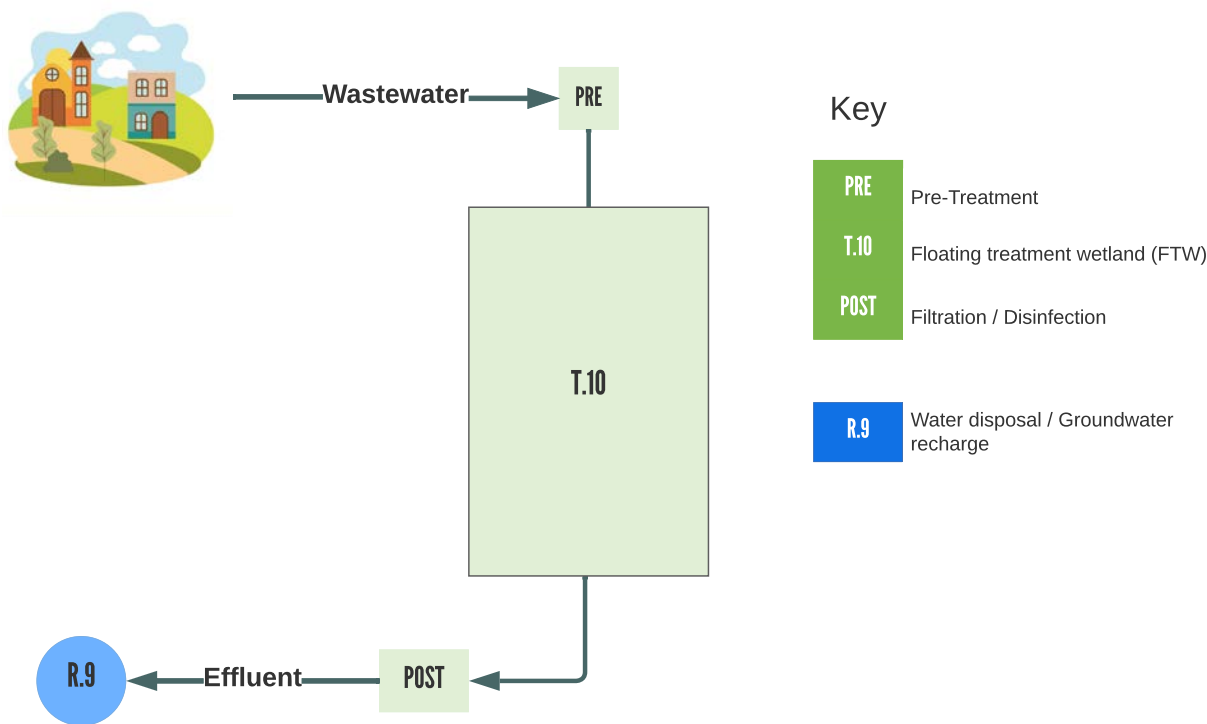 Wastewater
PRE
T.10
POST
Effluent
R.9
Key
PRE
Pre-Treatment
T.10
Floating treatment wetland (FTW)
POST
Filtration / Disinfection
R.9
Water disposal / Groundwater
recharge